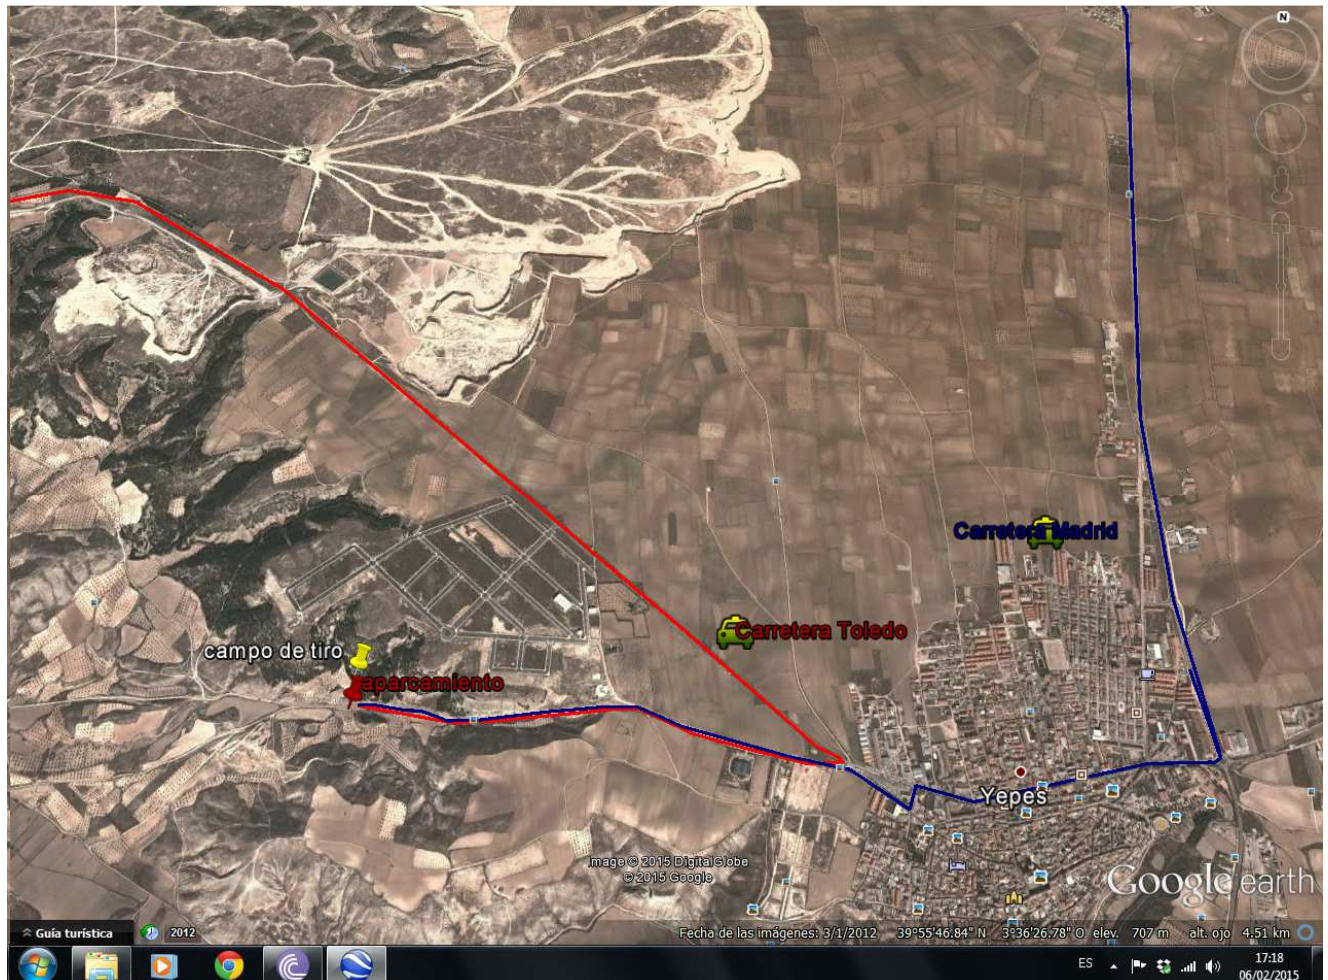 N
Carretera Madrid
Carretera Toledo
campo de tiro
aparcamiento
Yepes
Image © 2015 DigitalGlobe
© 2015 Google
Google earth
Guía turística
2012
Fecha de las imágenes: 3/1/2012 39°55'46.84" N 3°36'26.78" O elev. 707 m alt. ojo 4.51 km
ES
17:18
06/02/2015